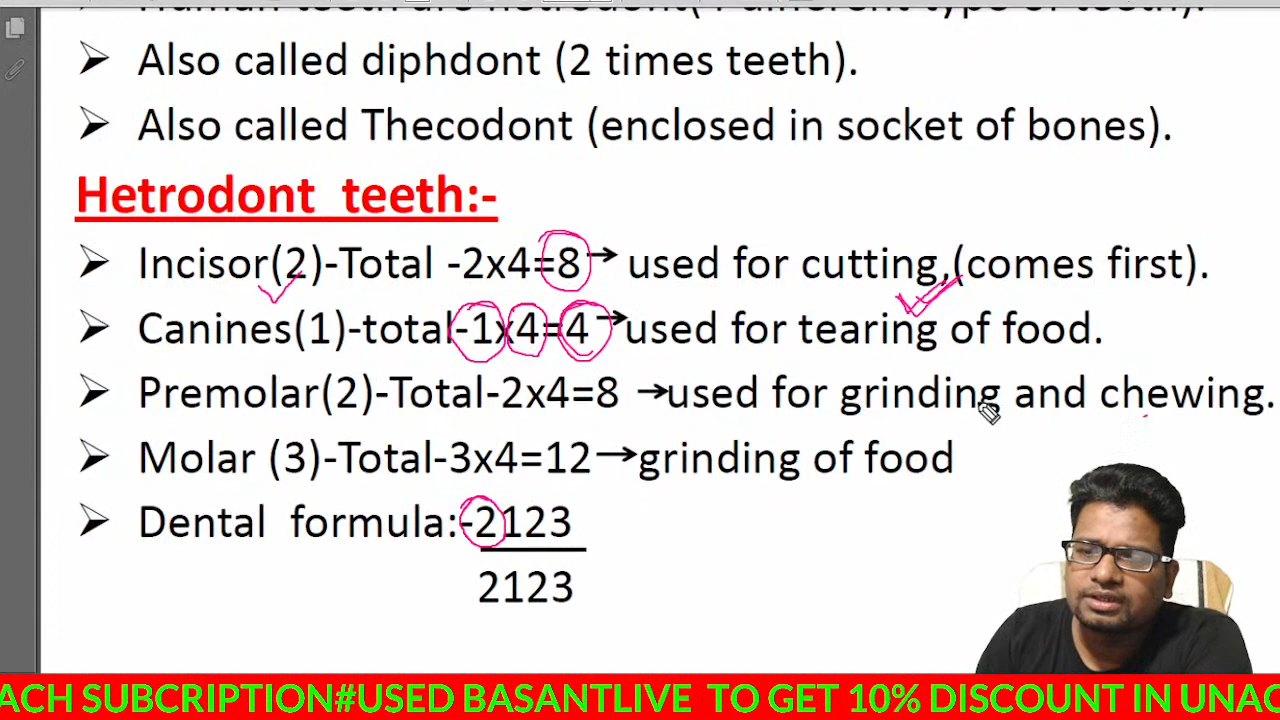 Also called diphdont (2 times teeth).
Also called Thecodont (enclosed in socket of bones).
Hetrodont teeth:-
Incisor(2)-Total -2x4=8→ used for cutting,(comes first).
Canines(1)-total-1x4=4→used for tearing of food.
Premolar(2)-Total-2x4=8 →used for grinding and chewing.
Molar (3)-Total-3x4=12→grinding of food
Dental formula:-2123
2123
ACH SUBCRIPTION#USED BASANTLIVE TO GET 10% DISCOUNT IN UNAC